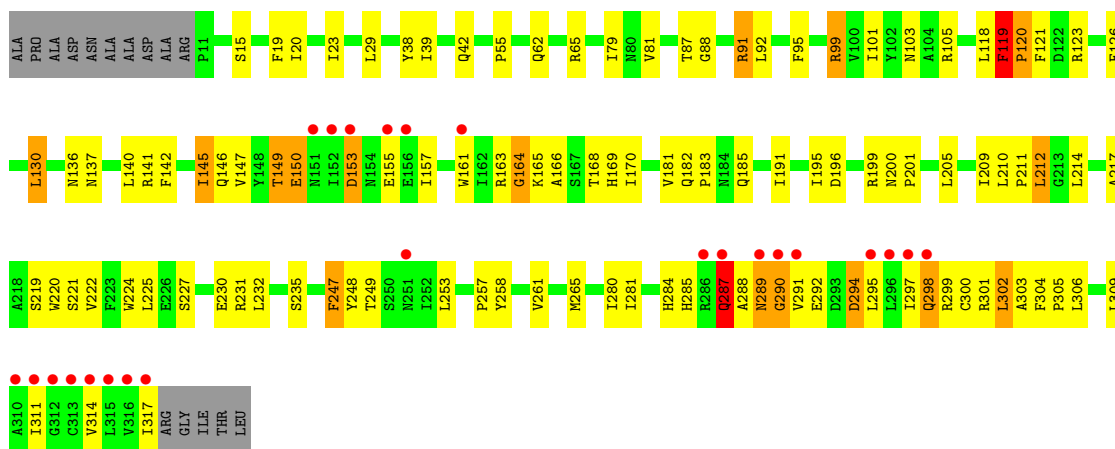 ALA PRO ALA ASP ASN ALA ALA ASP ALA ARG P11 S15 F19 I20 I23 L29 Y38 I39 Q42 P55 Q62 R65 I79 N80 V81 T87 G88 R91 L92 F95 R99 V100 I101 Y102 N103 A104 R105 L118 F119 P120 F121 D122 R123
L130 N136 N137 L140 R141 F142 I145 Q146 V147 Y148 T149 E150 N151 I152 D153 N154 E155 E156 I157 W161 I162 R163 G164 K165 A166 S167 T168 H169 I170 V181 Q182 P183 N184 Q185 I191 I195 D196 R199 N200 P201 L205 I209 L210 P211 L212 G213 L214 A217
A218 S219 W220 S221 V222 F223 W224 L225 E226 S227 E230 R231 L232 S235 F247 Y248 T249 S250 N251 I252 L253 P257 Y258 V261 M265 I280 I281 H284 H285 R286 Q287 A288 N289 G290 V291 E292 D293 D294 L295 L296 I297 Q298 R299 C300 R301 L302 A303 F304 P305 L306
A310 I311 G312 C313 V314 L315 V316 I317 ARG GLY ILE THR LEU